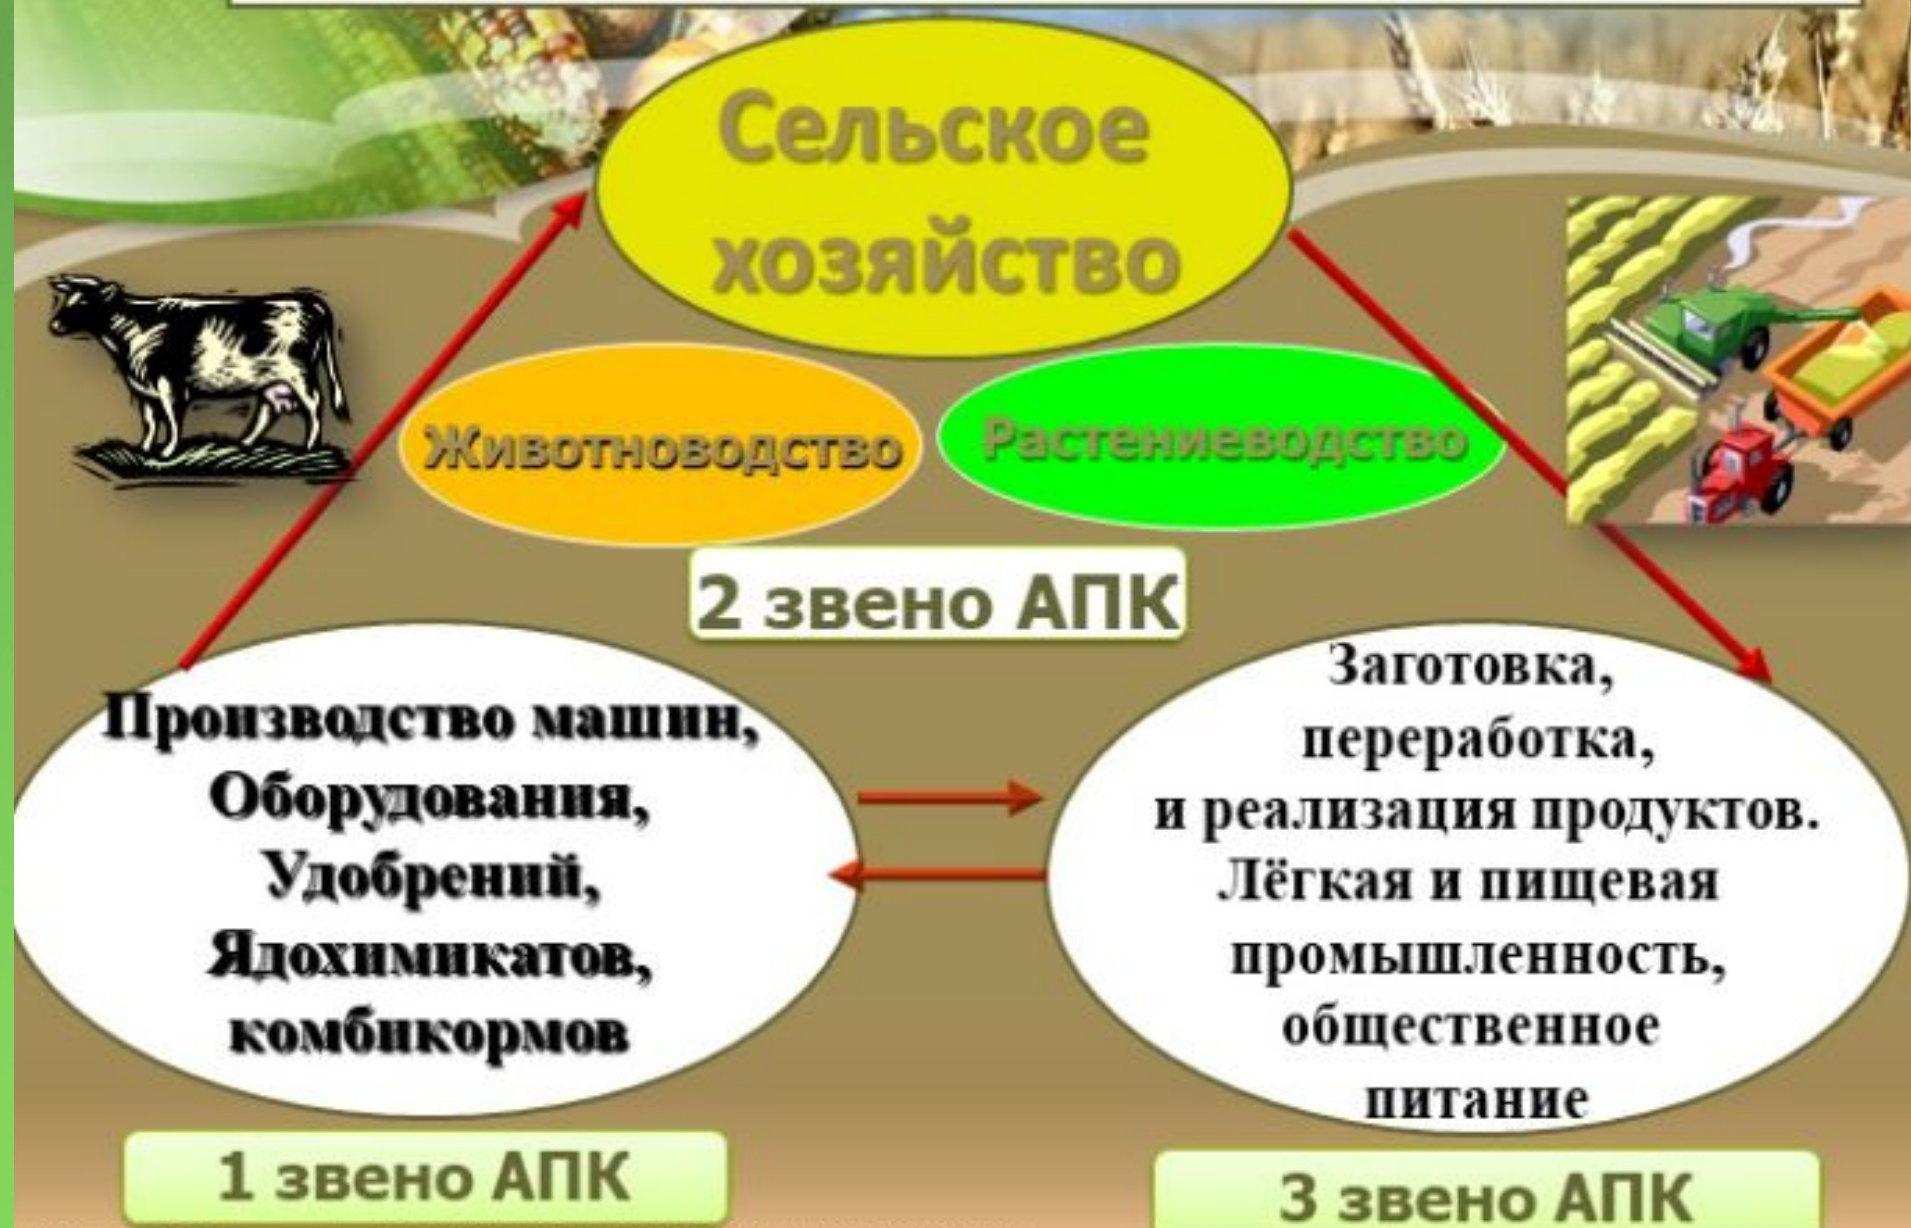 Сельское
хозяйство
Животноводство
Растениеводство
2 звено АПК
Производство машин,
Оборудования,
Удобрений,
Ядохимикатов,
комбикормов
1 звено АПК
Заготовка,
переработка,
и реализация продуктов.
Лёгкая и пищевая
промышленность,
общественное
питание
3 звено АПК